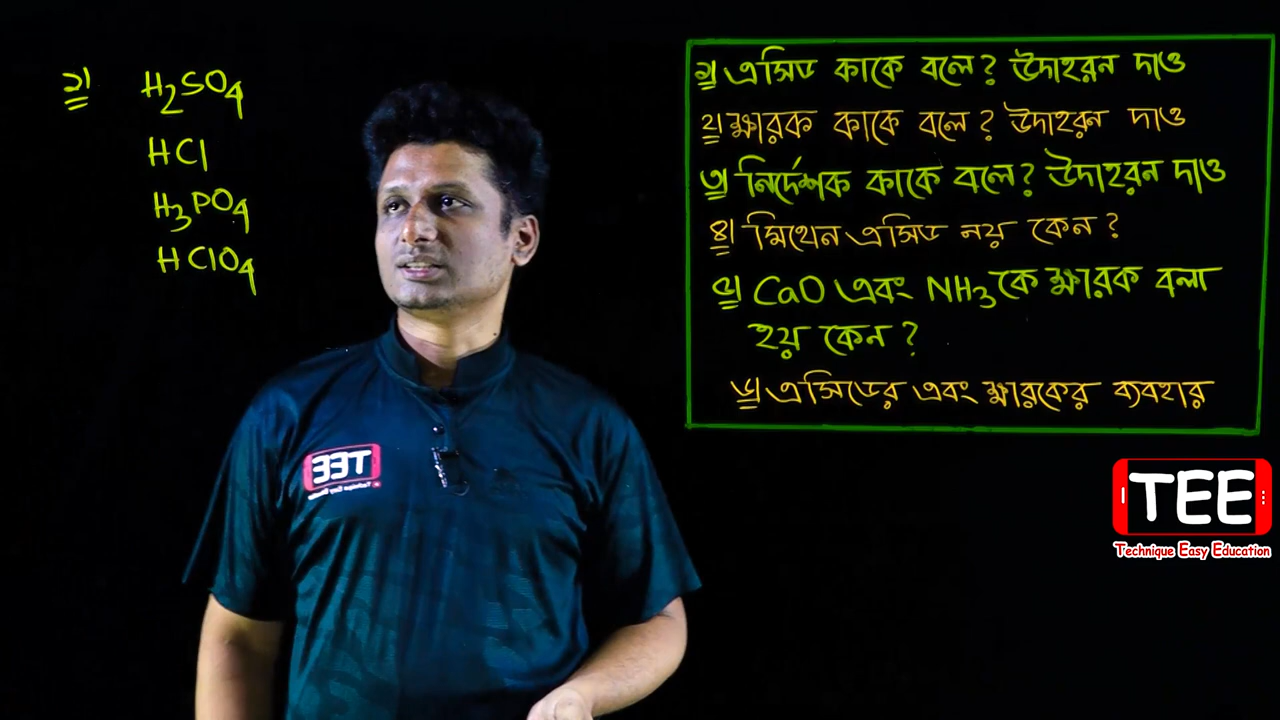 ১।
H2SO4
HCl
H3PO4
HClO4
১। এসিড কাকে বলে? উদাহরন দাও
২। ক্ষারক কাকে বলে? উদাহরন দাও
৩। নির্দেশক কাকে বলে? উদাহরন দাও
৪। মিথেন এসিড নয় কেন?
৫। CaO এবং NH3 কে ক্ষারক বলা
হয় কেন?
৬। এসিডের এবং ক্ষারকের ব্যবহার
TEE
TEE
Technique Easy Education